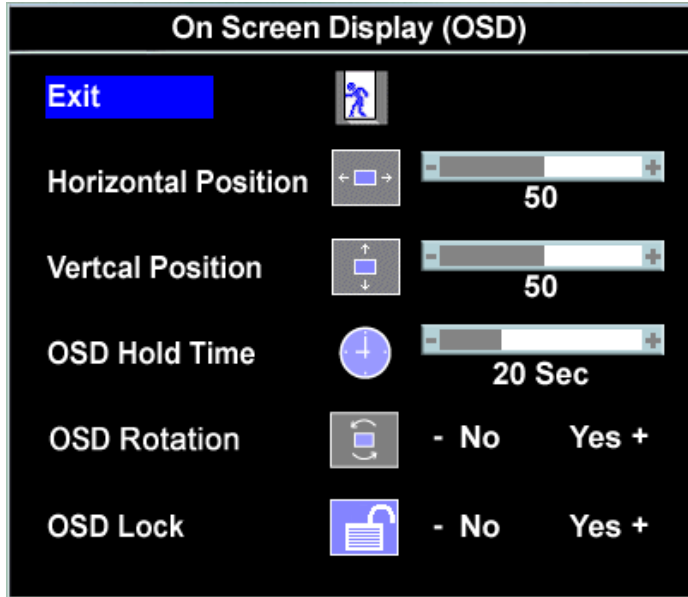 On Screen Display (OSD)
Exit
Horizontal Position
- +
50
Vertcal Position
- +
50
OSD Hold Time
- +
20 Sec
OSD Rotation - No Yes +
OSD Lock - No Yes +